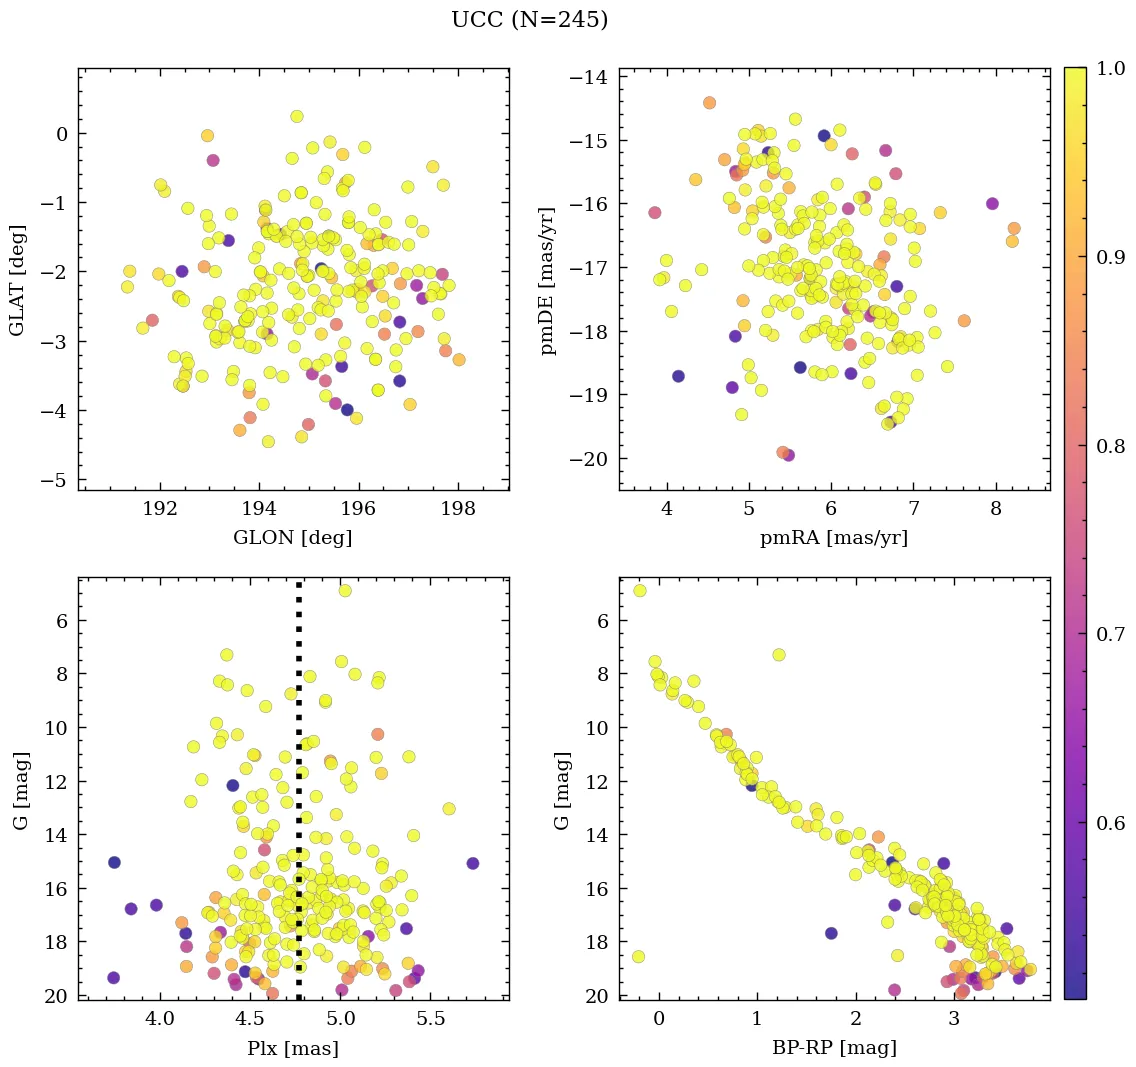 UCC (N=245)
0
−1
−2
−3
−4
−5
GLAT [deg]
192 194 196 198
GLON [deg]
−14
−15
−16
−17
−18
−19
−20
pmDE [mas/yr]
4 5 6 7 8
pmRA [mas/yr]
1.0
0.9
0.8
0.7
0.6
6
8
10
12
14
16
18
20
G [mag]
4.0 4.5 5.0 5.5
Plx [mas]
6
8
10
12
14
16
18
20
G [mag]
0 1 2 3
BP-RP [mag]